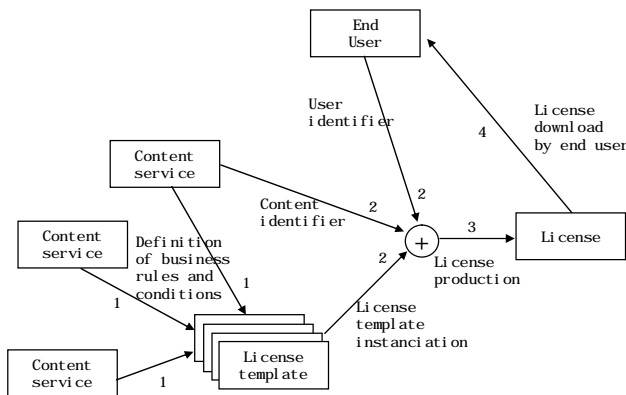 End
User
User
identifier
4
License
download
by end user
Content
service
Content
identifier
2
2
Content
service
Definition
of business
rules and
conditions
+
3
License
2
License
production
1
1
License
template
instanciation
License
template
Content
service
1